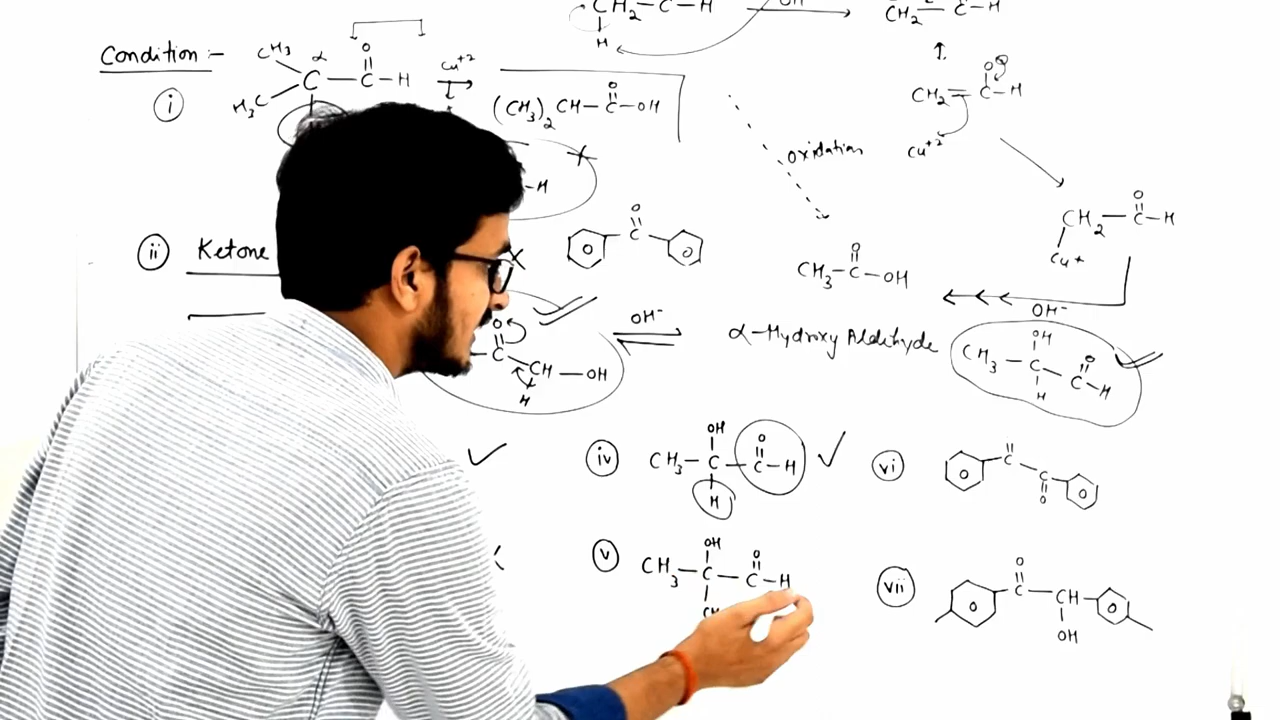 CH₂–C–H OH⁻ CH₂ C–H
H
Condition :-
CH₃ α O
H₃C C – C – H Cu⁺² (CH₃)₂ CH – C – OH
O
i
CH₂ = C – H
O
Cu⁺²
oxidation
–H
CH₂ – C – H
O
Cu+
ii Ketone X
O
C
CH₃–C–OH
O
OH⁻
O
C CH – OH
H
OH⁻
α-Hydroxy Aldehyde
OH
CH₃ – C – C H
O
H
iv CH₃ – C – C – H
OH O
H
vi C C
O
v CH₃ – C – C – H
OH O
vii C – CH
O
OH